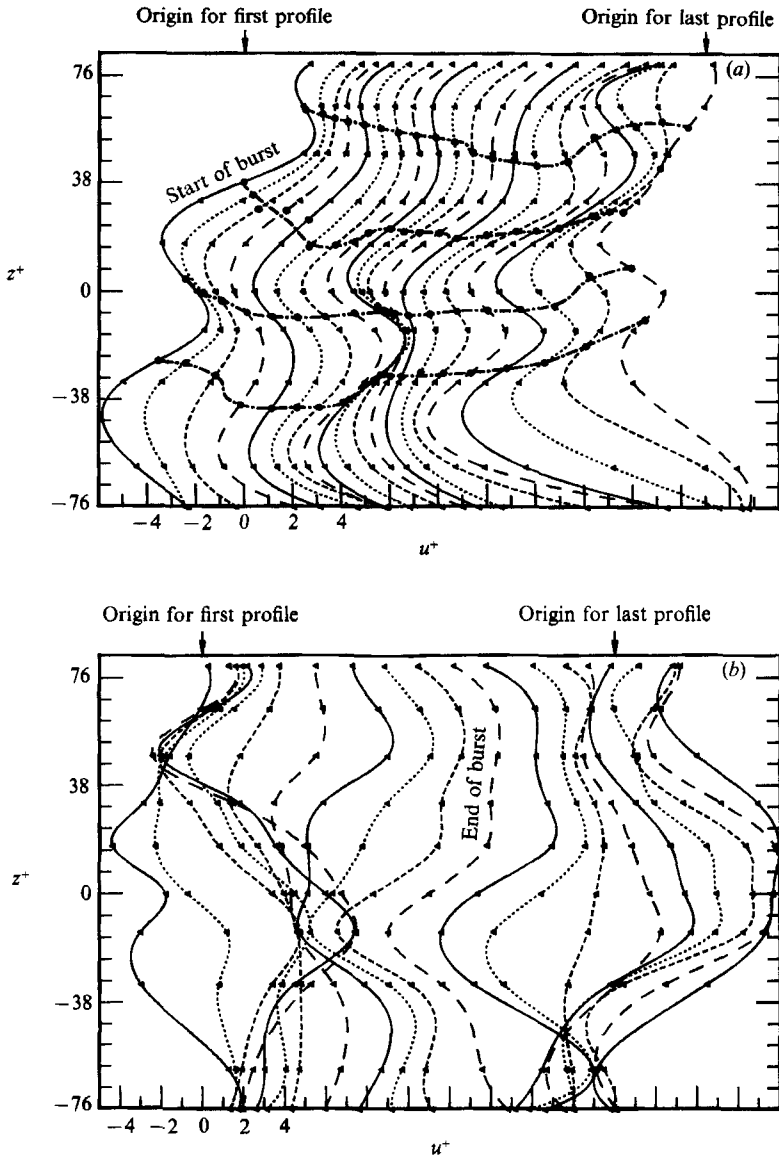 Origin for first profile
Origin for last profile
(a)
76
Start of burst
38
z+
0
−38
−76
−4 −2 0 2 4
u+
Origin for first profile
Origin for last profile
(b)
76
38
End of burst
z+
0
−38
−76
−4 −2 0 2 4
u+